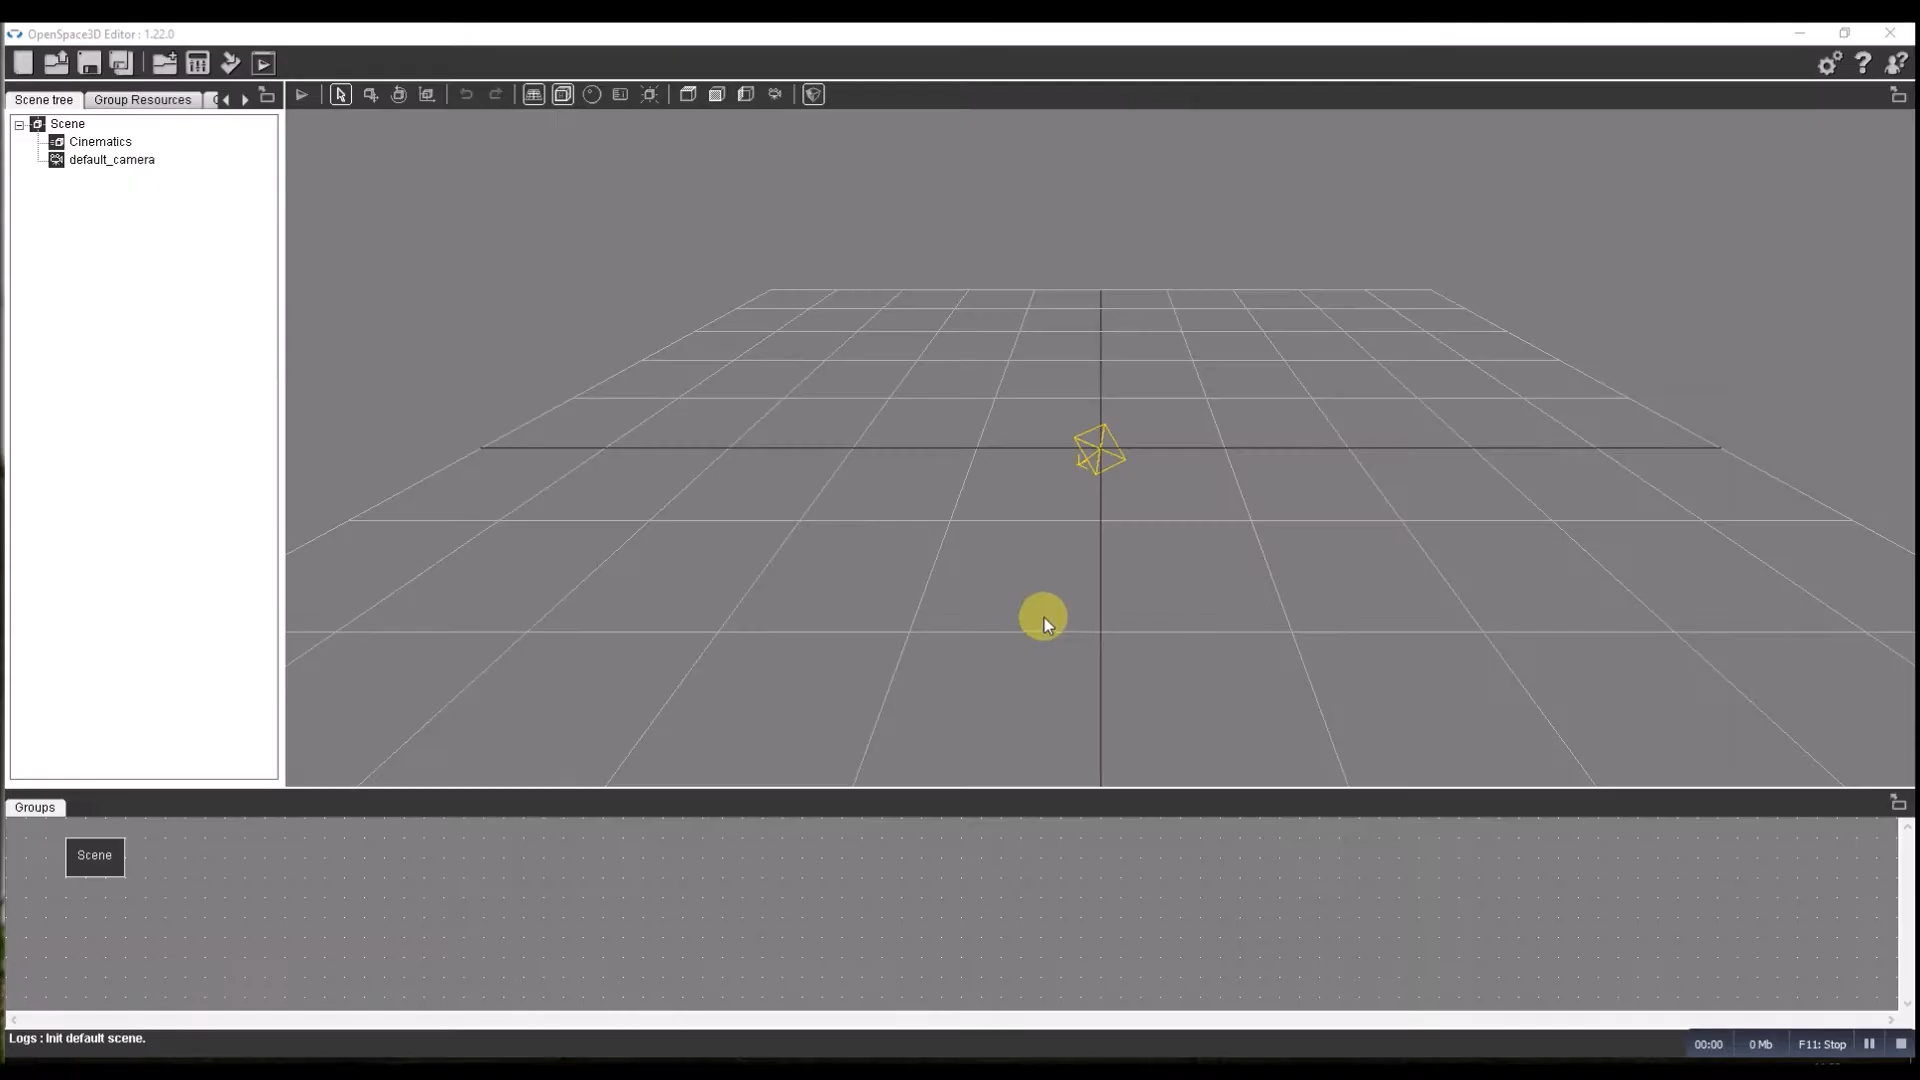 OpenSpace3D Editor : 1.22.0
Scene tree
Group Resources
Scene
Cinematics
default_camera
Groups
Scene
Logs : Init default scene.
00:00
0 Mb
F11: Stop